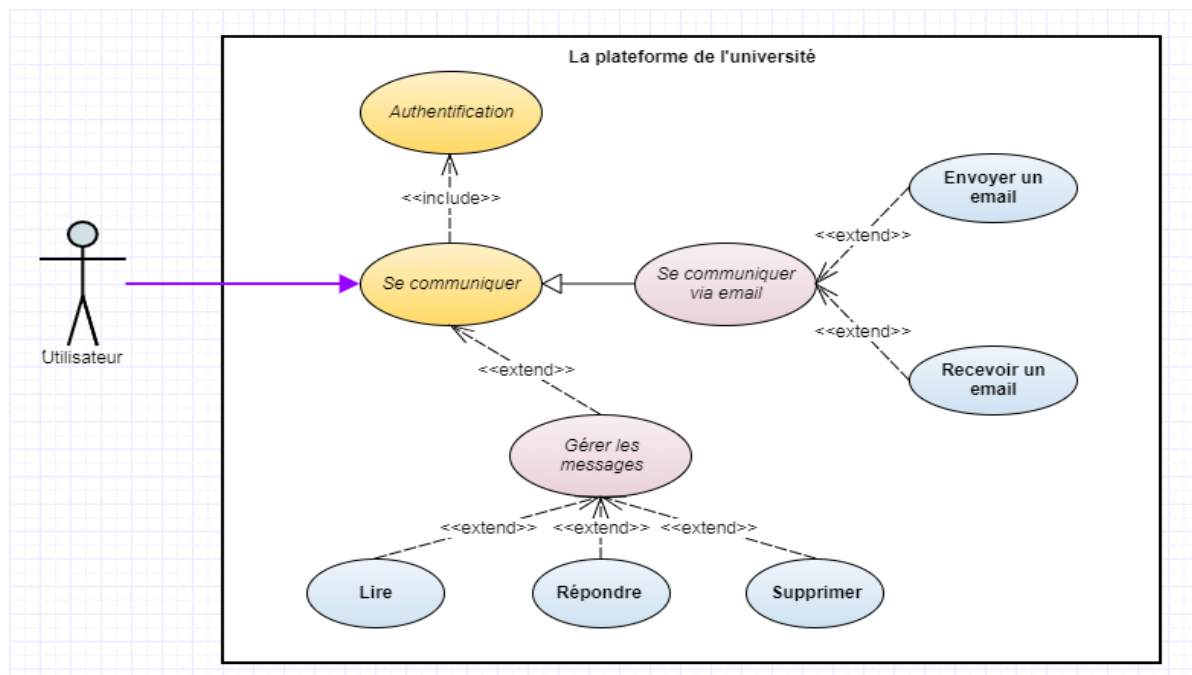 La plateforme de l'université
Authentification
<<include>>
Envoyer un
email
<<extend>>
Se communiquer
Se communiquer
via email
<<extend>>
Utilisateur
<<extend>>
Recevoir un
email
Gérer les
messages
<<extend>>
<<extend>>
<<extend>>
Lire
Répondre
Supprimer